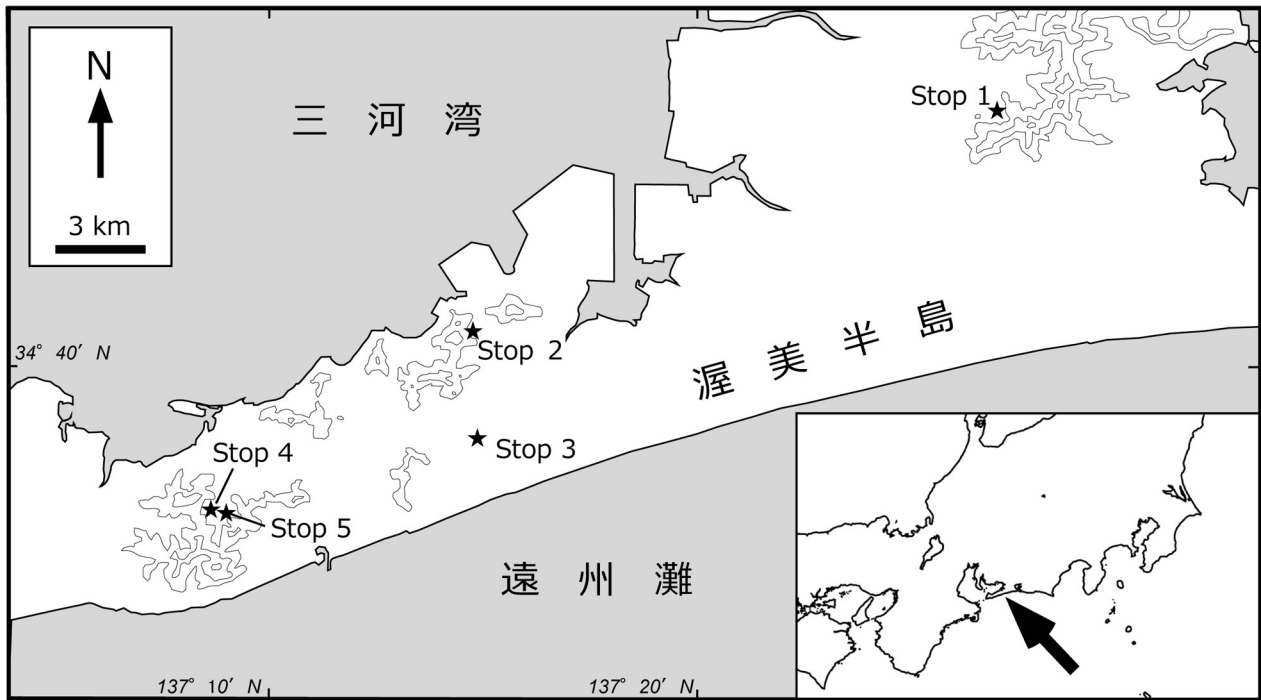 N
3 km
三 河 湾
Stop 1
Stop 2
34° 40′ N
渥 美 半 島
Stop 3
Stop 4
Stop 5
遠 州 灘
137° 10′ N
137° 20′ N